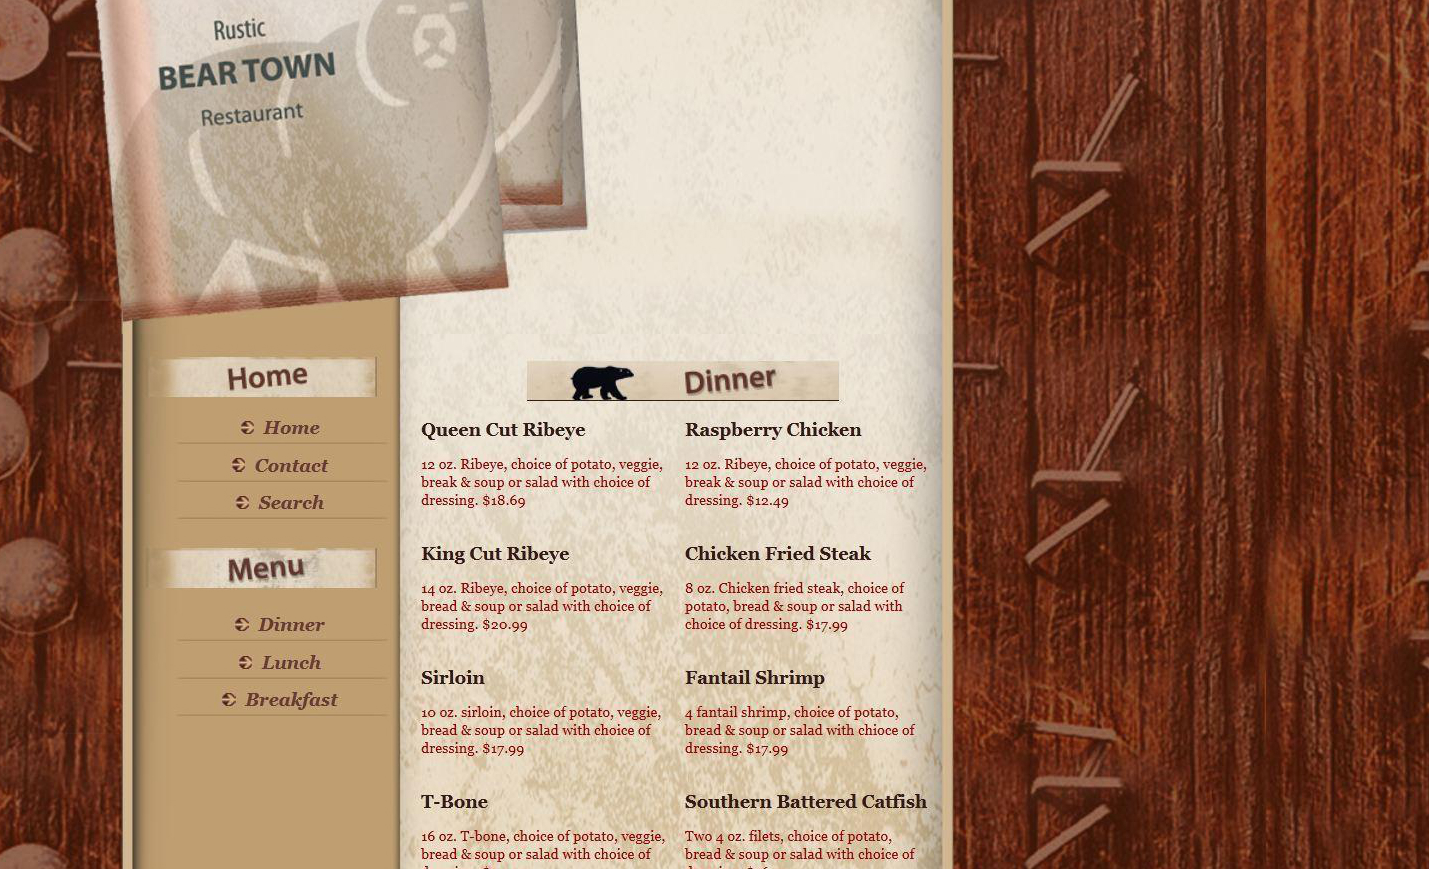 Rustic
BEAR TOWN
Restaurant
Home
Home
Contact
Search
Menu
Dinner
Lunch
Breakfast
Dinner
Queen Cut Ribeye
12 oz. Ribeye, choice of potato, veggie,
break & soup or salad with choice of
dressing. $18.69
King Cut Ribeye
14 oz. Ribeye, choice of potato, veggie,
bread & soup or salad with choice of
dressing. $20.99
Sirloin
10 oz. sirloin, choice of potato, veggie,
bread & soup or salad with choice of
dressing. $17.99
T-Bone
16 oz. T-bone, choice of potato, veggie,
bread & soup or salad with choice of
Raspberry Chicken
12 oz. Ribeye, choice of potato, veggie,
break & soup or salad with choice of
dressing. $12.49
Chicken Fried Steak
8 oz. Chicken fried steak, choice of
potato, bread & soup or salad with
choice of dressing. $17.99
Fantail Shrimp
4 fantail shrimp, choice of potato,
bread & soup or salad with chioce of
dressing. $17.99
Southern Battered Catfish
Two 4 oz. filets, choice of potato,
bread & soup or salad with choice of